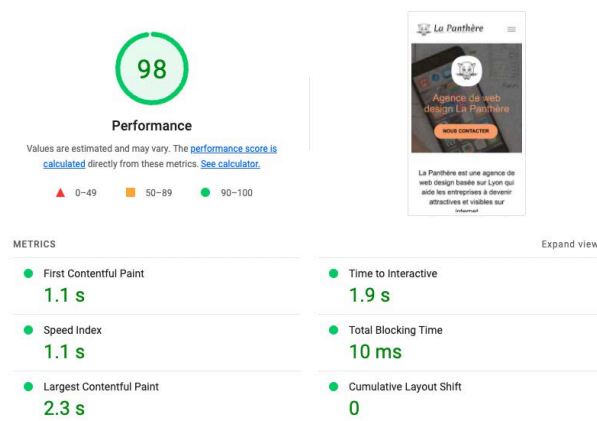 98
Performance
Values are estimated and may vary. The performance score is
calculated directly from these metrics. See calculator.
0–49
50–89
90–100
La Panthère
Agence de web
design La Panthère
NOUS CONTACTER
La Panthère est une agence de
web design basée sur Lyon qui
aide les entreprises à devenir
attractives et visibles sur
internet
METRICS
Expand view
First Contentful Paint
1.1 s
Time to Interactive
1.9 s
Speed Index
1.1 s
Total Blocking Time
10 ms
Largest Contentful Paint
2.3 s
Cumulative Layout Shift
0